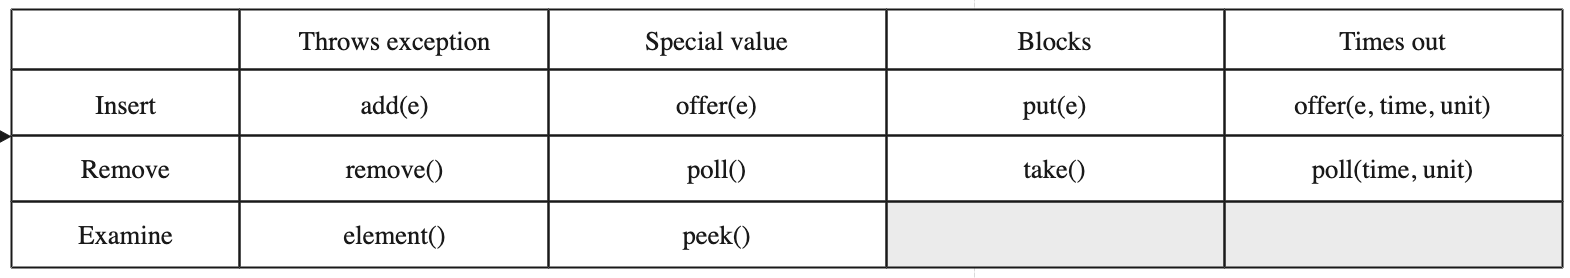 Throws exception Special value Blocks Times out
Insert add(e) offer(e) put(e) offer(e, time, unit)
Remove remove() poll() take() poll(time, unit)
Examine element() peek()